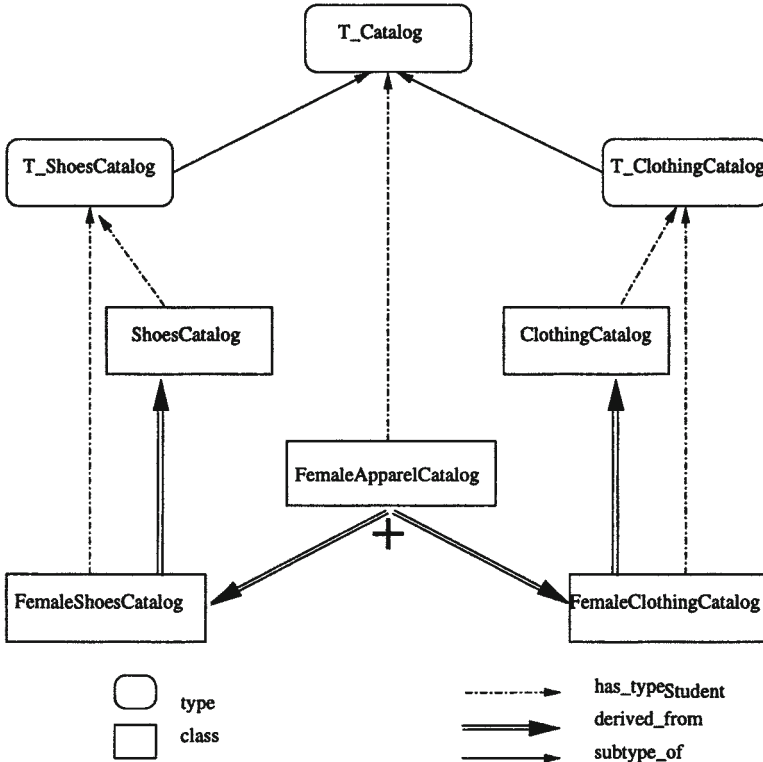 T_Catalog
T_ShoesCatalog
T_ClothingCatalog
ShoesCatalog
ClothingCatalog
FemaleApparelCatalog
+
FemaleShoesCatalog
FemaleClothingCatalog
type
class
has_typeStudent
derived_from
subtype_of